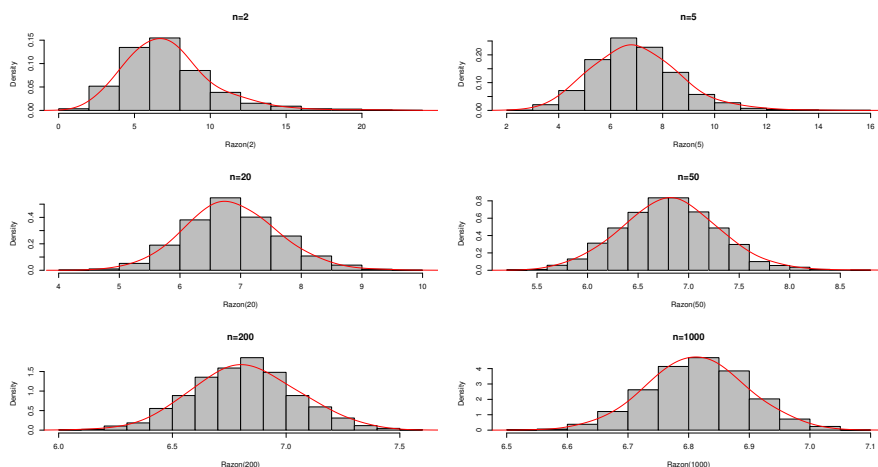 n=2
0.15
0.10
0.05
0.00
Density
0 5 10 15 20
Razon(2)
n=5
0.20
0.10
0.00
Density
2 4 6 8 10 12 14 16
Razon(5)
n=20
0.4
0.2
0.0
Density
4 5 6 7 8 9 10
Razon(20)
n=50
0.8
0.6
0.4
0.2
0.0
Density
5.5 6.0 6.5 7.0 7.5 8.0 8.5
Razon(50)
n=200
1.5
1.0
0.5
0.0
Density
6.0 6.5 7.0 7.5
Razon(200)
n=1000
4
3
2
1
0
Density
6.5 6.6 6.7 6.8 6.9 7.0 7.1
Razon(1000)